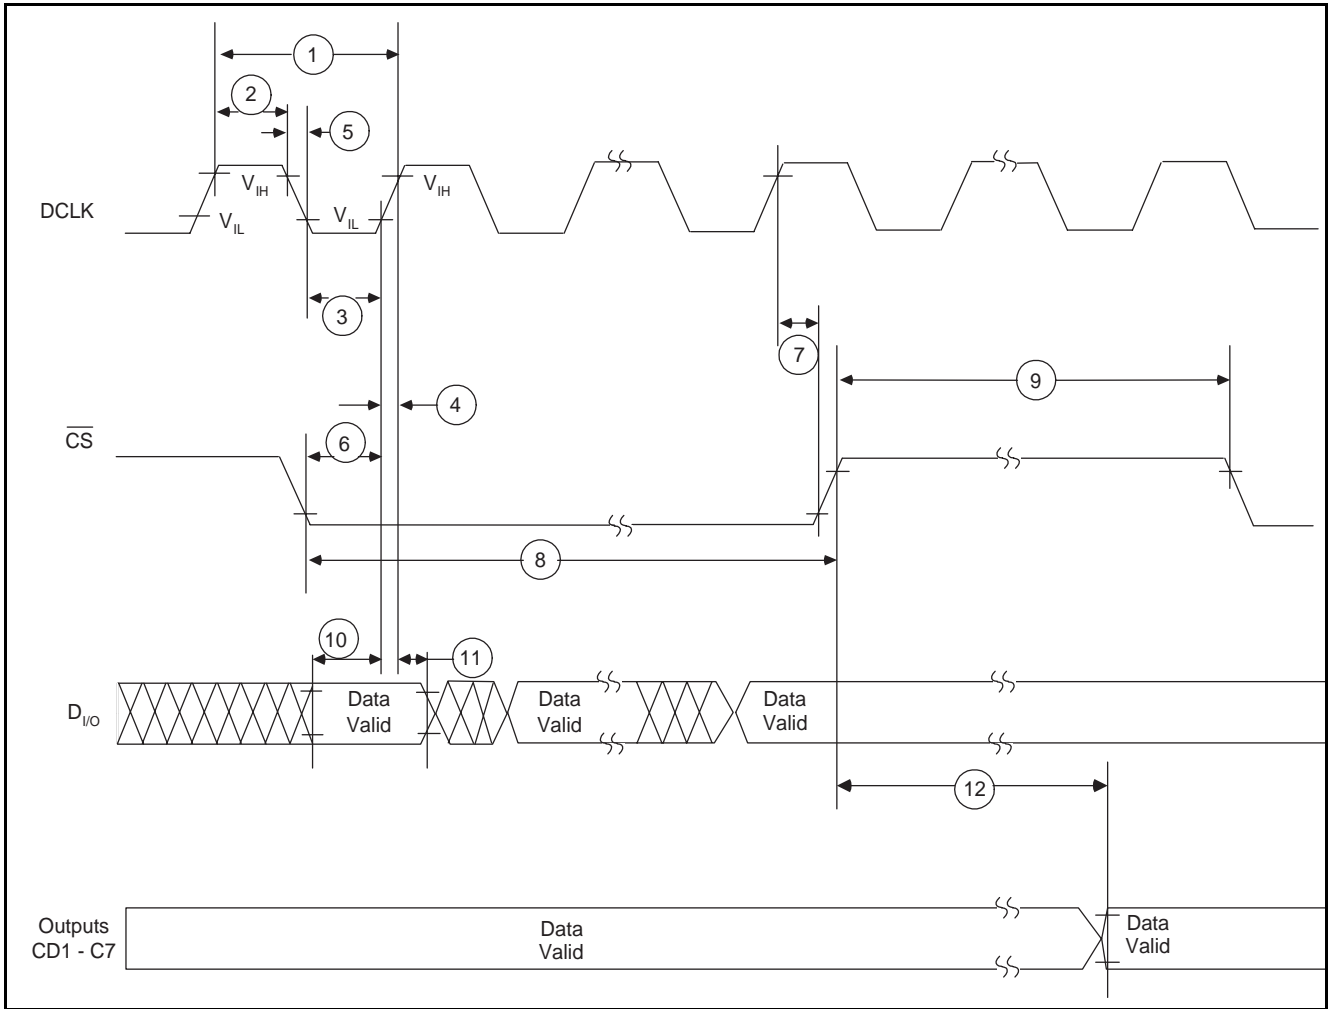 1
2
5
V_IH
V_IH
DCLK
V_IL
V_IL
3
7
9
4
CS
6
8
10
11
D_I/O
Data
Valid
Data
Valid
Data
Valid
12
Outputs
CD1 - C7
Data
Valid
Data
Valid